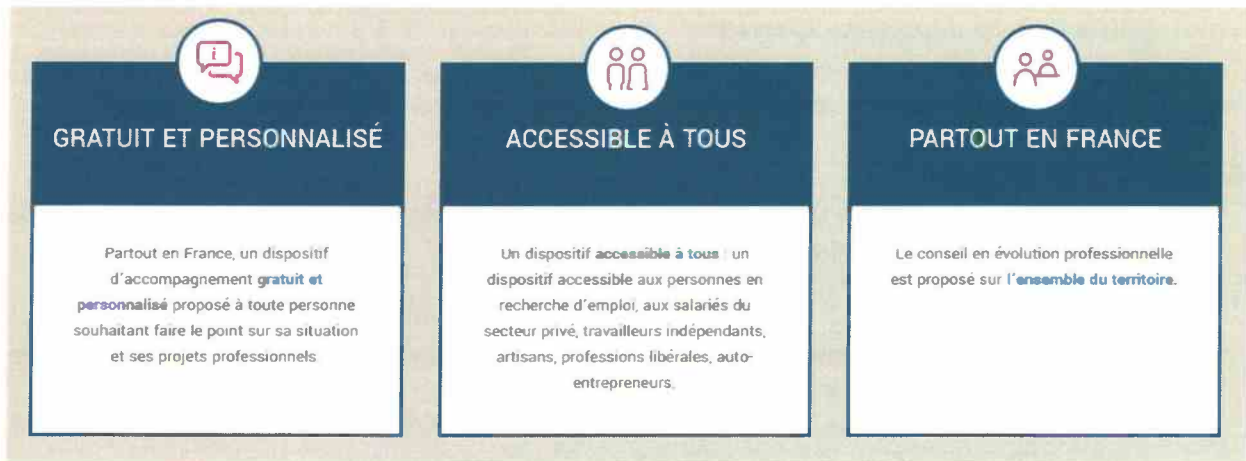 GRATUIT ET PERSONNALISÉ
Partout en France, un dispositif
d'accompagnement gratuit et
personnalisé proposé à toute personne
souhaitant faire le point sur sa situation
et ses projets professionnels
ACCESSIBLE À TOUS
Un dispositif accessible à tous : un
dispositif accessible aux personnes en
recherche d'emploi, aux salariés du
secteur privé, travailleurs indépendants,
artisans, professions libérales, auto-
entrepreneurs.
PARTOUT EN FRANCE
Le conseil en évolution professionnelle
est proposé sur l'ensemble du territoire.